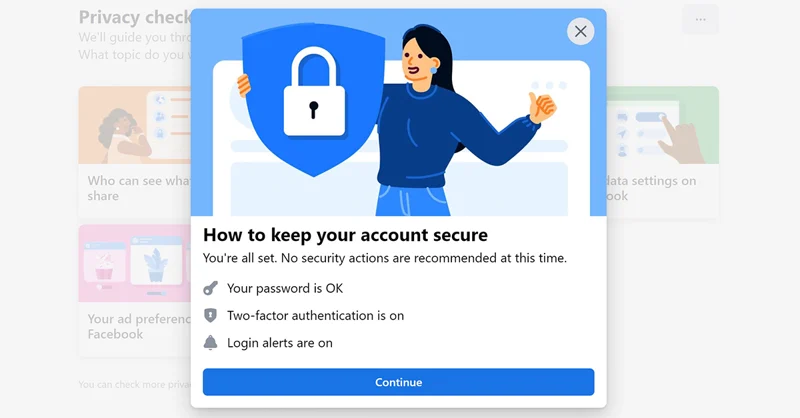 Privacy check
We'll guide you thro
What topic do you w
...
Who can see what
share
data settings on
ook
Your ad preferenc
Facebook
You can check more priva
How to keep your account secure
You're all set. No security actions are recommended at this time.
Your password is OK
Two-factor authentication is on
Login alerts are on
Continue